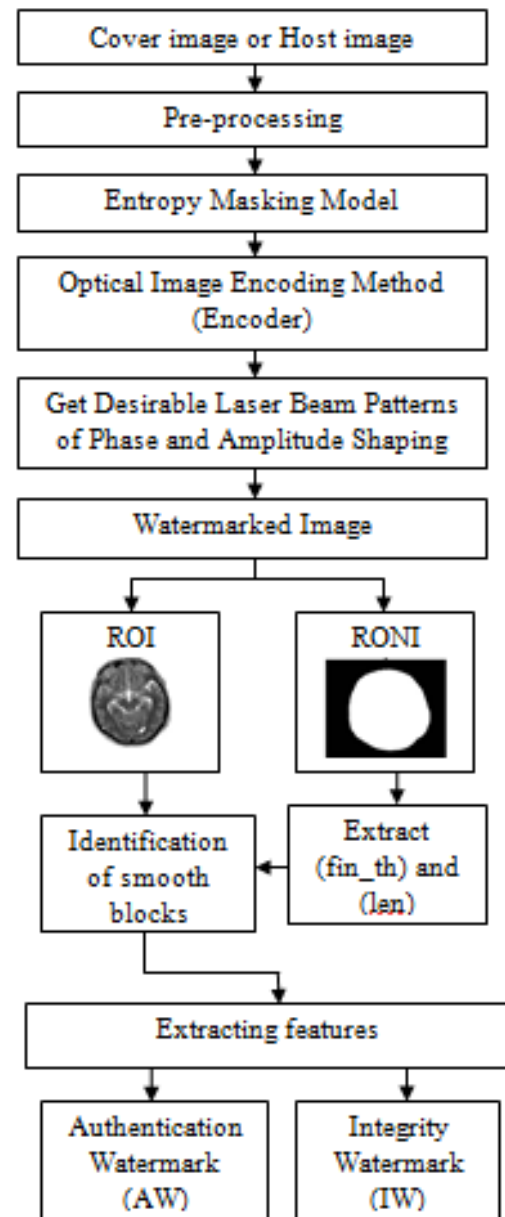 Cover image or Host image
Pre-processing
Entropy Masking Model
Optical Image Encoding Method
(Encoder)
Get Desirable Laser Beam Patterns
of Phase and Amplitude Shaping
Watermarked Image
ROI
RONI
Identification
of smooth
blocks
Extract
(fin_th) and
(len)
Extracting features
Authentication
Watermark
(AW)
Integrity
Watermark
(IW)